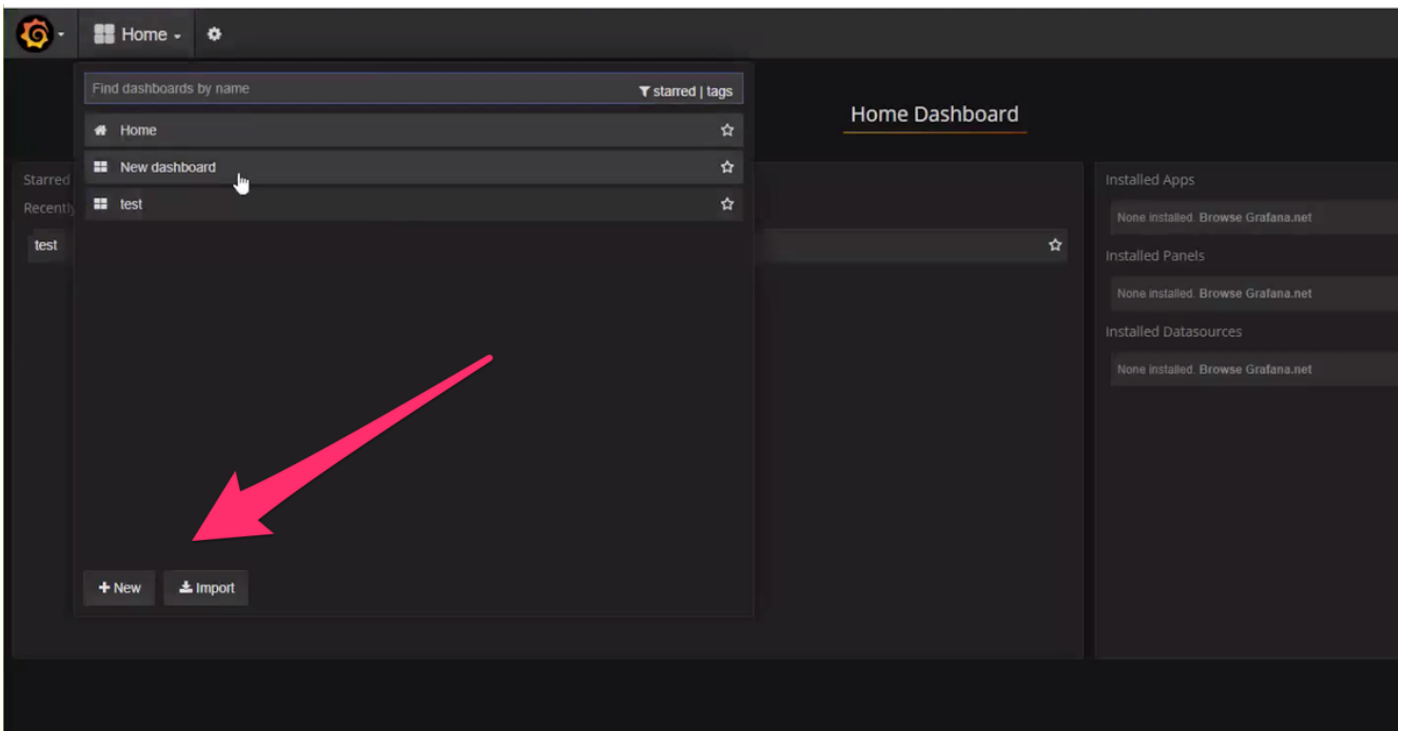 Home
Find dashboards by name
starred | tags
Home
New dashboard
test
Home Dashboard
Starred
Recently
test
Installed Apps
None installed. Browse Grafana.net
Installed Panels
None installed. Browse Grafana.net
Installed Datasources
None installed. Browse Grafana.net
New
Import